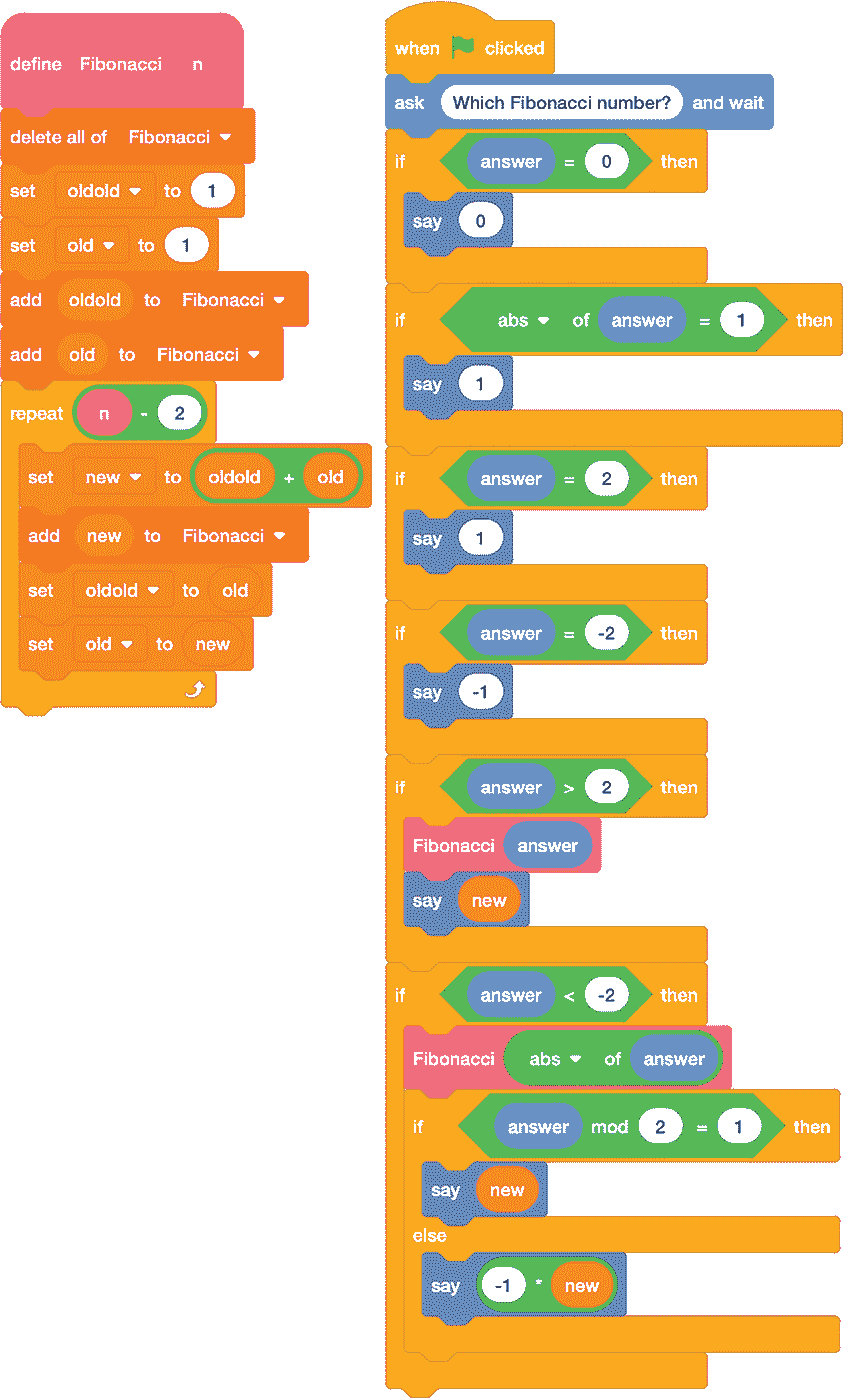 define Fibonacci n
delete all of Fibonacci
set oldold to 1
set old to 1
add oldold to Fibonacci
add old to Fibonacci
repeat n - 2
set new to oldold + old
add new to Fibonacci
set oldold to old
set old to new
when clicked
ask Which Fibonacci number? and wait
if answer = 0 then
say 0
if abs of answer = 1 then
say 1
if answer = 2 then
say 1
if answer = -2 then
say -1
if answer > 2 then
Fibonacci answer
say new
if answer < -2 then
Fibonacci abs of answer
if answer mod 2 = 1 then
say new
else
say -1 * new